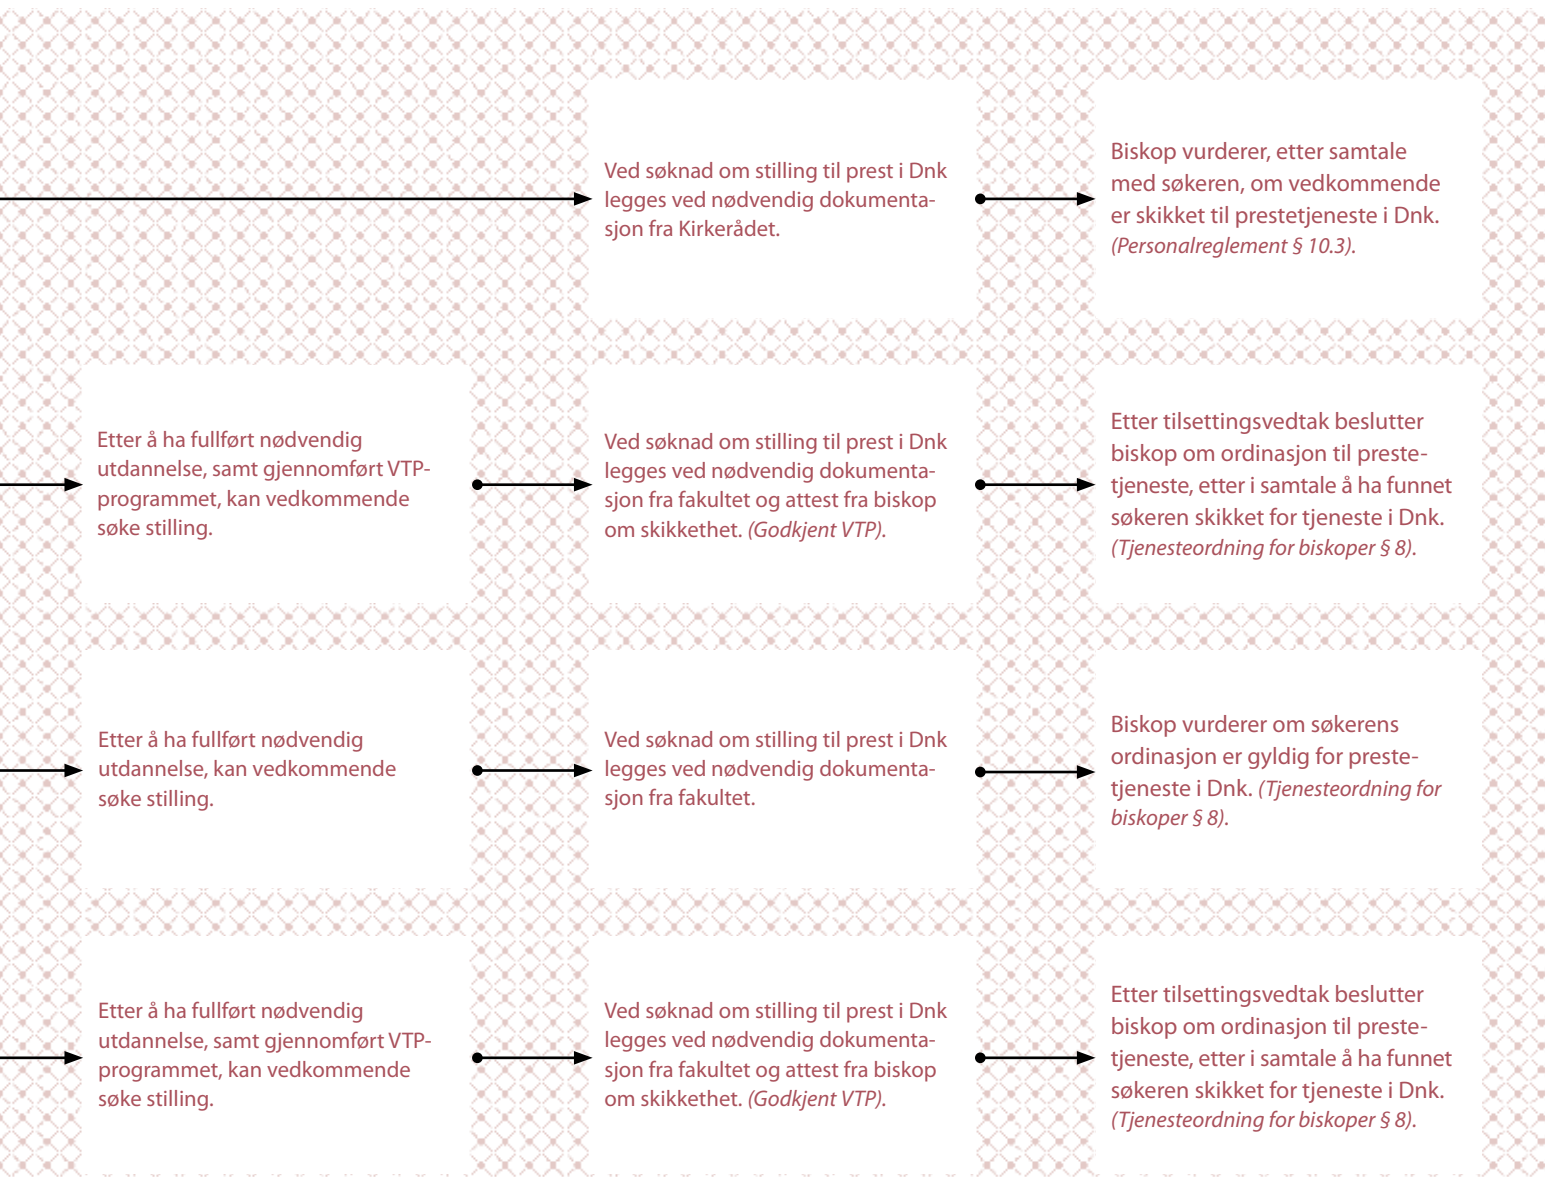 Ved søknad om stilling til prest i Dnk
legges ved nødvendig dokumenta-
sjon fra Kirkerådet.
Biskop vurderer, etter samtale
med søkeren, om vedkommende
er skikket til prestetjeneste i Dnk.
(Personalreglement § 10.3).
Etter å ha fullført nødvendig
utdannelse, samt gjennomført VTP-
programmet, kan vedkommende
søke stilling.
Ved søknad om stilling til prest i Dnk
legges ved nødvendig dokumenta-
sjon fra fakultet og attest fra biskop
om skikkethet. (Godkjent VTP).
Etter tilsettingsvedtak beslutter
biskop om ordinasjon til preste-
tjeneste, etter i samtale å ha funnet
søkeren skikket for tjeneste i Dnk.
(Tjenesteordning for biskoper § 8).
Etter å ha fullført nødvendig
utdannelse, kan vedkommende
søke stilling.
Ved søknad om stilling til prest i Dnk
legges ved nødvendig dokumenta-
sjon fra fakultet.
Biskop vurderer om søkerens
ordinasjon er gyldig for preste-
tjeneste i Dnk. (Tjenesteordning for
biskoper § 8).
Etter å ha fullført nødvendig
utdannelse, samt gjennomført VTP-
programmet, kan vedkommende
søke stilling.
Ved søknad om stilling til prest i Dnk
legges ved nødvendig dokumenta-
sjon fra fakultet og attest fra biskop
om skikkethet. (Godkjent VTP).
Etter tilsettingsvedtak beslutter
biskop om ordinasjon til preste-
tjeneste, etter i samtale å ha funnet
søkeren skikket for tjeneste i Dnk.
(Tjenesteordning for biskoper § 8).